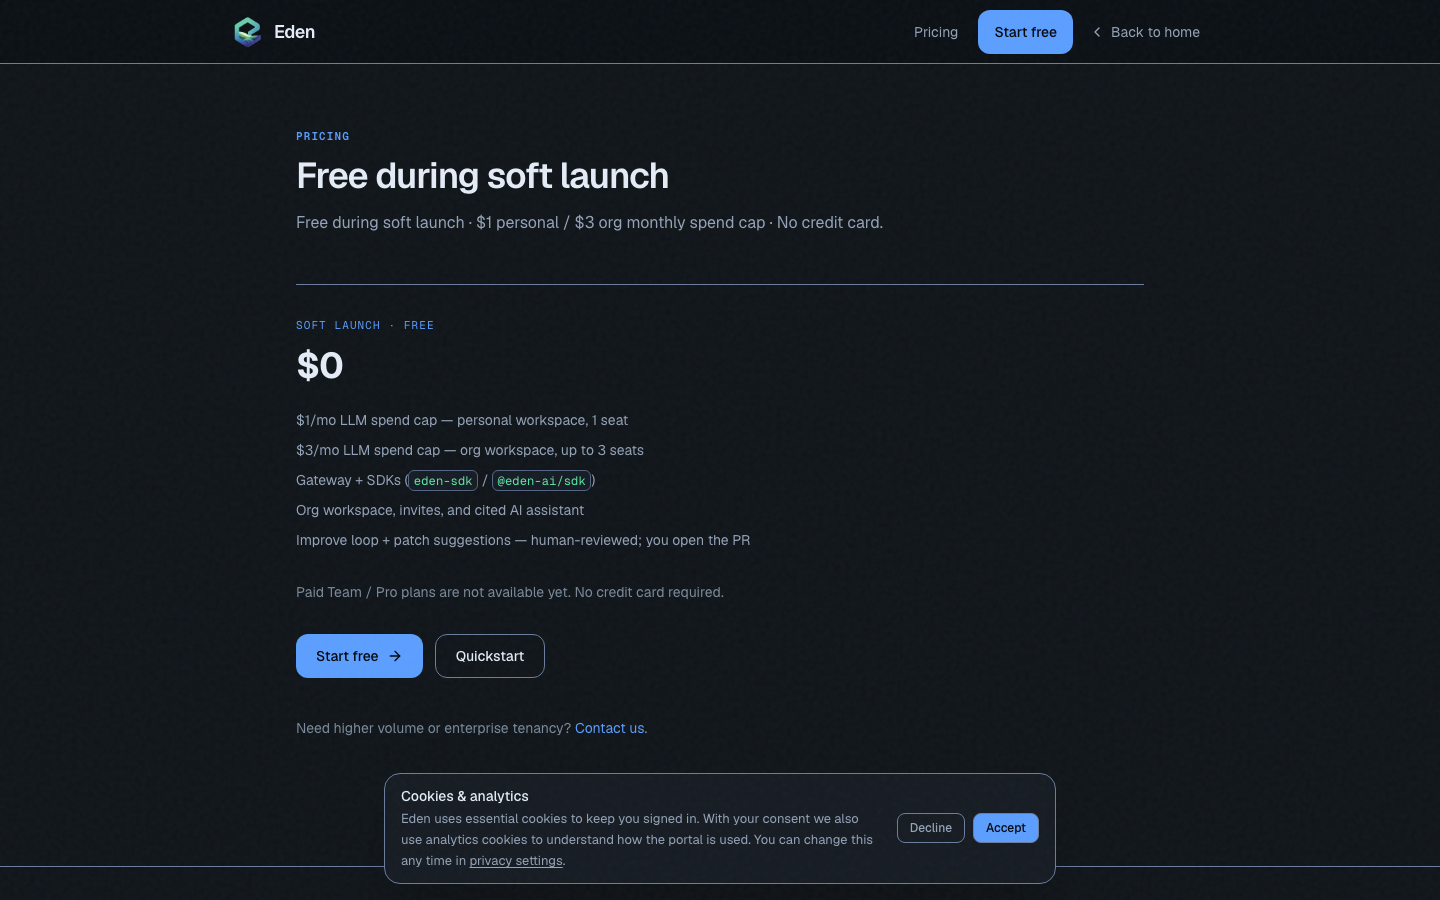 Eden
Pricing
Start free
Back to home
PRICING
Free during soft launch
Free during soft launch · $1 personal / $3 org monthly spend cap · No credit card.
SOFT LAUNCH · FREE
$0
$1/mo LLM spend cap — personal workspace, 1 seat
$3/mo LLM spend cap — org workspace, up to 3 seats
Gateway + SDKs (eden-sdk / @eden-ai/sdk)
Org workspace, invites, and cited AI assistant
Improve loop + patch suggestions — human-reviewed; you open the PR
Paid Team / Pro plans are not available yet. No credit card required.
Start free
Quickstart
Need higher volume or enterprise tenancy? Contact us.
Cookies & analytics
Eden uses essential cookies to keep you signed in. With your consent we also
use analytics cookies to understand how the portal is used. You can change this
any time in privacy settings.
Decline
Accept